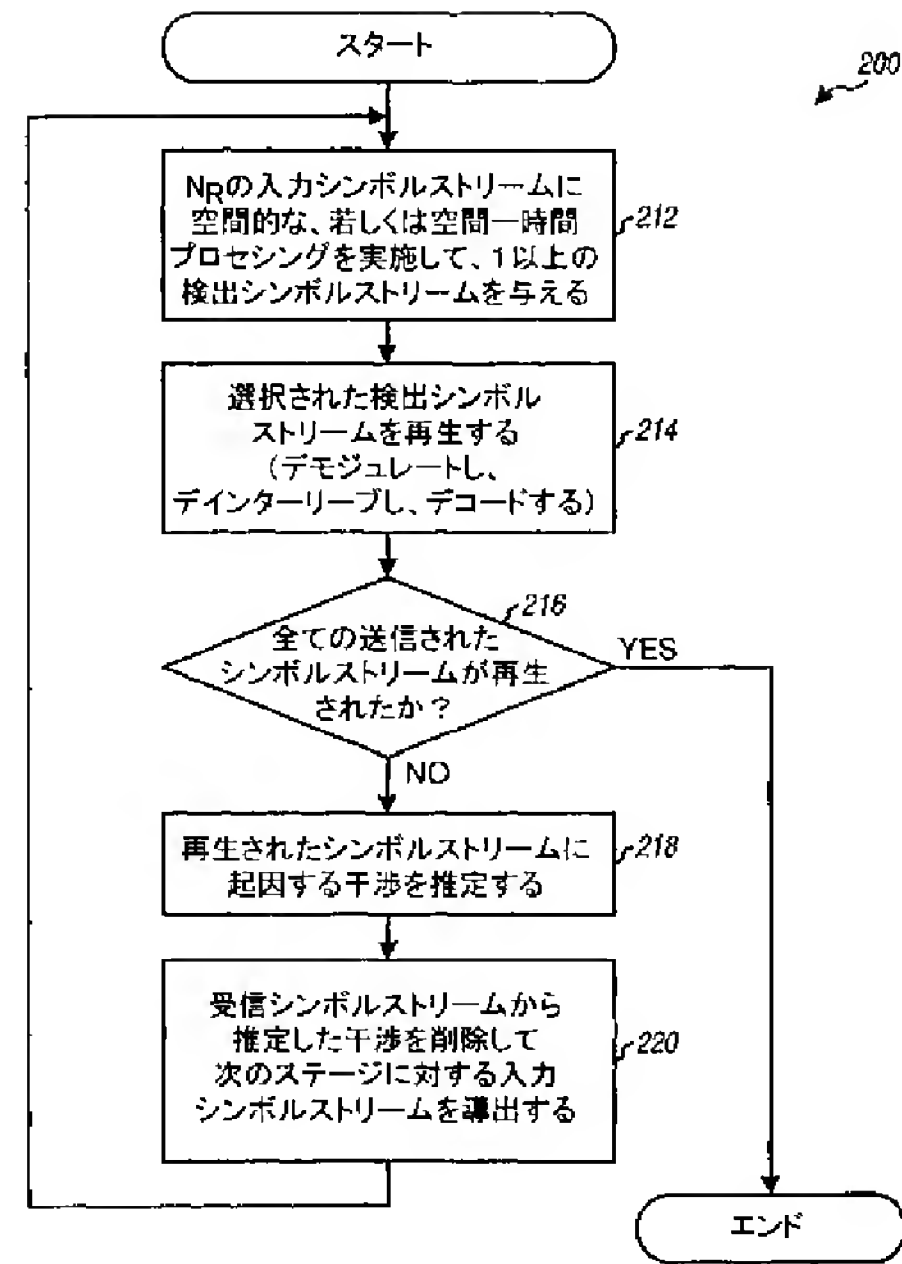 スタート
200
NRの入力シンボルストリームに
空間的な、若しくは空間一時間
プロセシングを実施して、1以上の
検出シンボルストリームを与える
212
選択された検出シンボル
ストリームを再生する
(デモジュレートし、
デインターリーブし、デコードする)
214
216
全ての送信された
シンボルストリームが再生
されたか?
YES
NO
再生されたシンボルストリームに
起因する干渉を推定する
218
受信シンボルストリームから
推定した干渉を削除して
次のステージに対する入力
シンボルストリームを導出する
220
エンド